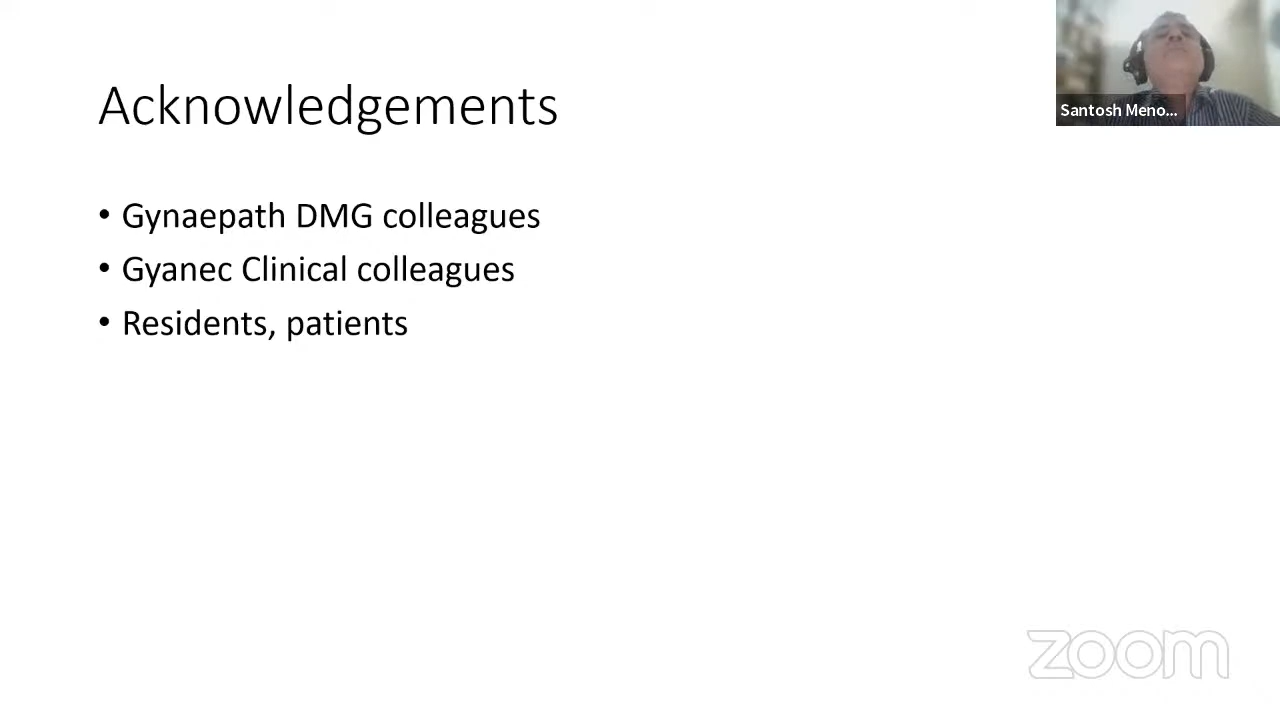 Acknowledgements
• Gynaepath DMG colleagues
• Gyanec Clinical colleagues
• Residents, patients
Santosh Meno...
zoom